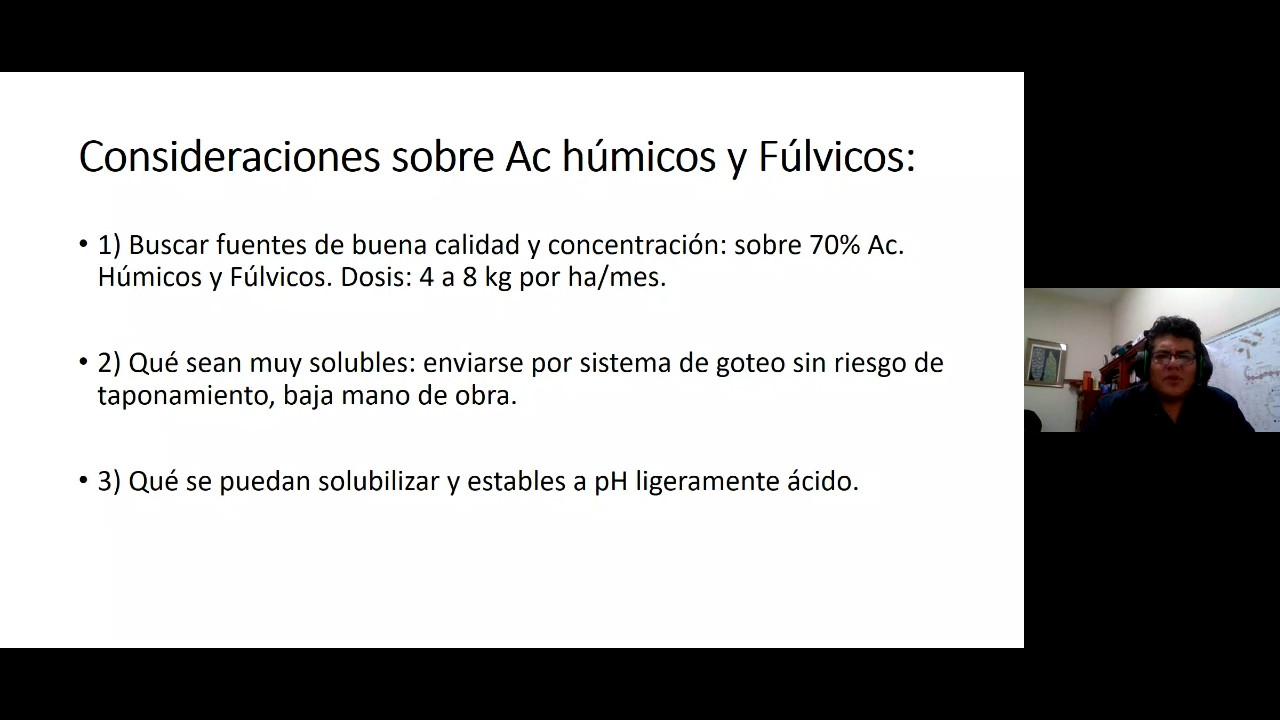 Consideraciones sobre Ac húmicos y Fúlvicos:
• 1) Buscar fuentes de buena calidad y concentración: sobre 70% Ac.
Húmicos y Fúlvicos. Dosis: 4 a 8 kg por ha/mes.
• 2) Qué sean muy solubles: enviarse por sistema de goteo sin riesgo de
taponamiento, baja mano de obra.
• 3) Qué se puedan solubilizar y estables a pH ligeramente ácido.